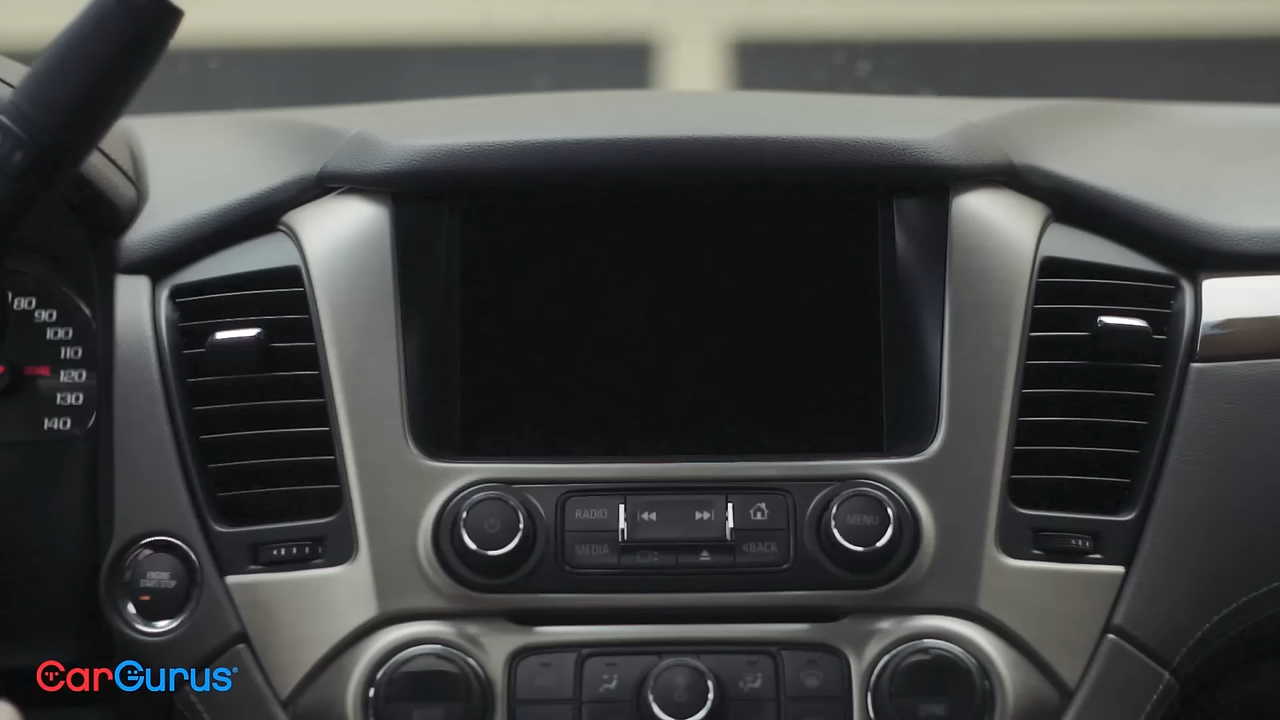 80
90
100
110
120
130
140
RADIO
MENU
MEDIA
BACK
ENGINE
START/STOP
CarGurus®